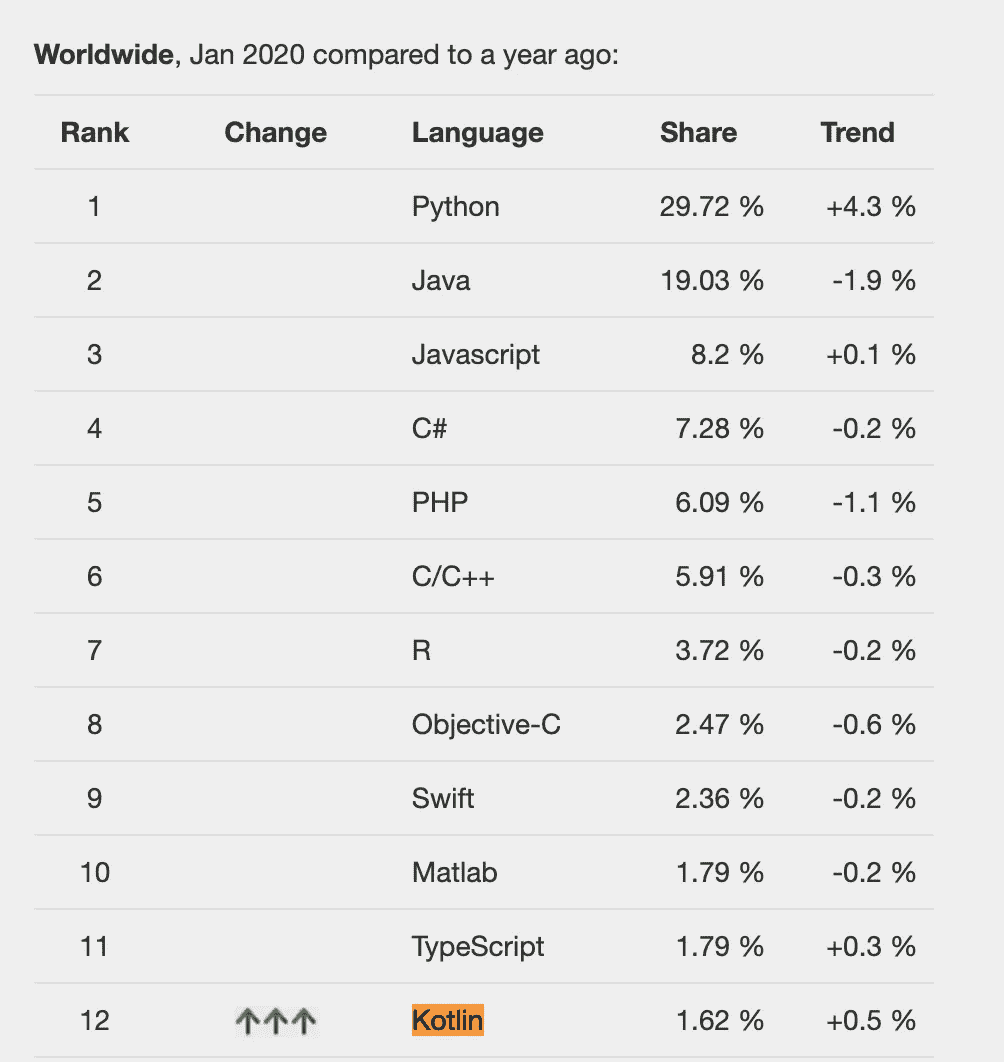 Worldwide, Jan 2020 compared to a year ago:
Rank Change Language Share Trend
1 Python 29.72 % +4.3 %
2 Java 19.03 % -1.9 %
3 Javascript 8.2 % +0.1 %
4 C# 7.28 % -0.2 %
5 PHP 6.09 % -1.1 %
6 C/C++ 5.91 % -0.3 %
7 R 3.72 % -0.2 %
8 Objective-C 2.47 % -0.6 %
9 Swift 2.36 % -0.2 %
10 Matlab 1.79 % -0.2 %
11 TypeScript 1.79 % +0.3 %
12 ↑↑↑ Kotlin 1.62 % +0.5 %